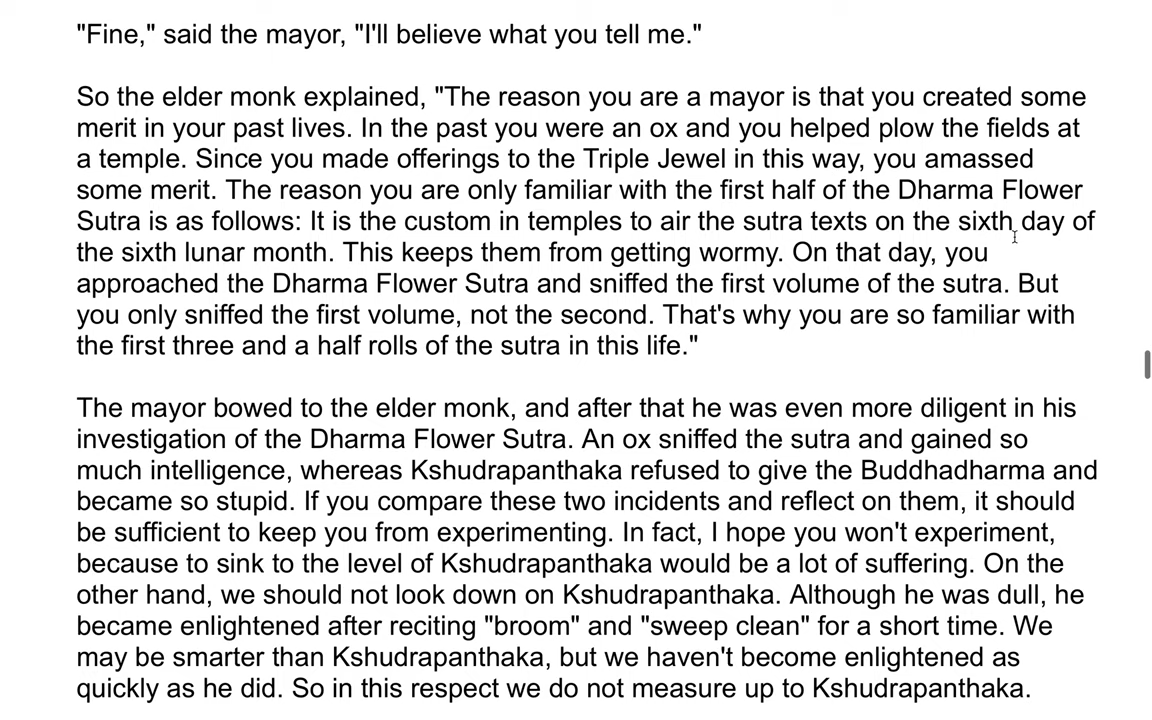 "Fine," said the mayor, "I'll believe what you tell me."
So the elder monk explained, "The reason you are a mayor is that you created some
merit in your past lives. In the past you were an ox and you helped plow the fields at
a temple. Since you made offerings to the Triple Jewel in this way, you amassed
some merit. The reason you are only familiar with the first half of the Dharma Flower
Sutra is as follows: It is the custom in temples to air the sutra texts on the sixth day of
the sixth lunar month. This keeps them from getting wormy. On that day, you
approached the Dharma Flower Sutra and sniffed the first volume of the sutra. But
you only sniffed the first volume, not the second. That's why you are so familiar with
the first three and a half rolls of the sutra in this life."
The mayor bowed to the elder monk, and after that he was even more diligent in his
investigation of the Dharma Flower Sutra. An ox sniffed the sutra and gained so
much intelligence, whereas Kshudrapanthaka refused to give the Buddhadharma and
became so stupid. If you compare these two incidents and reflect on them, it should
be sufficient to keep you from experimenting. In fact, I hope you won't experiment,
because to sink to the level of Kshudrapanthaka would be a lot of suffering. On the
other hand, we should not look down on Kshudrapanthaka. Although he was dull, he
became enlightened after reciting "broom" and "sweep clean" for a short time. We
may be smarter than Kshudrapanthaka, but we haven't become enlightened as
quickly as he did. So in this respect we do not measure up to Kshudrapanthaka.